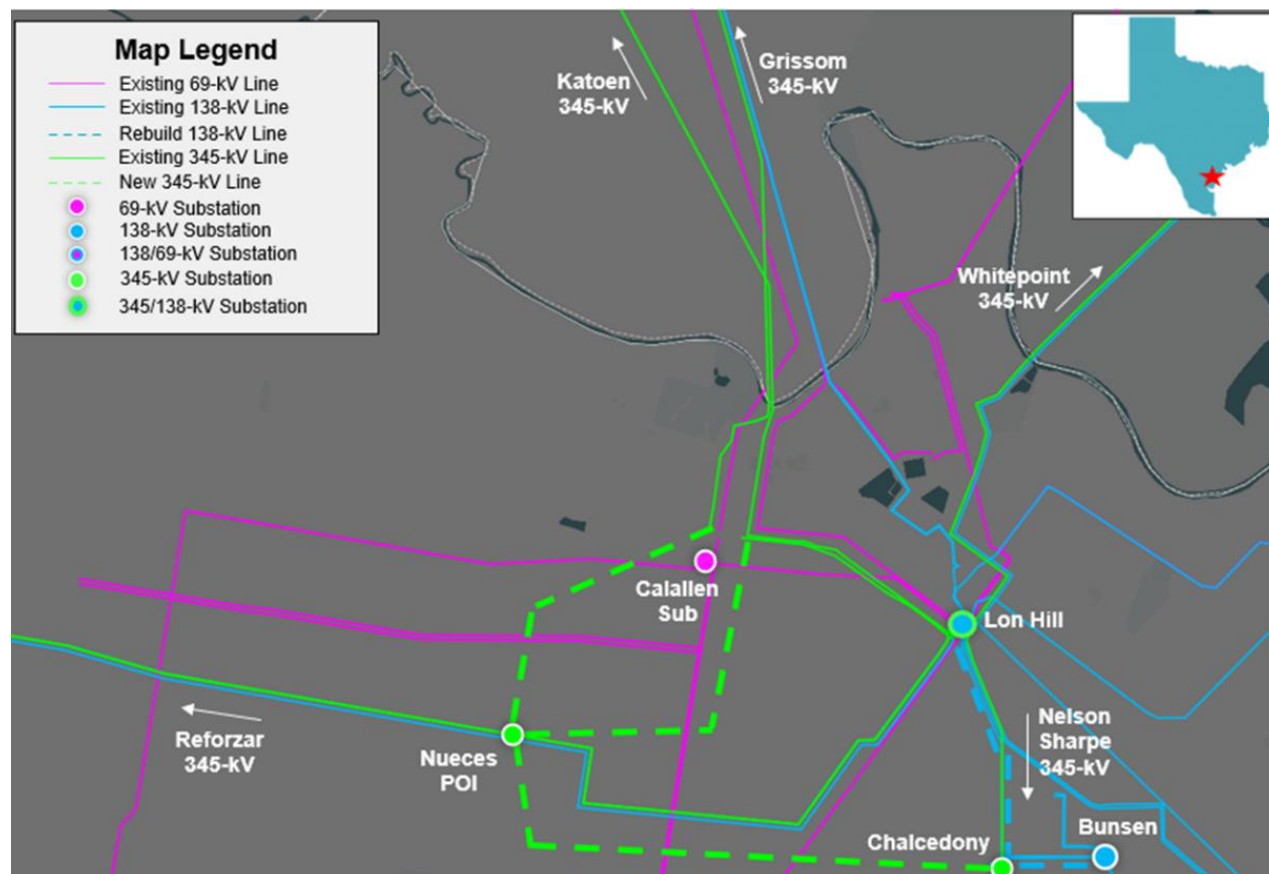 Map Legend
Existing 69-kV Line
Existing 138-kV Line
Rebuild 138-kV Line
Existing 345-kV Line
New 345-kV Line
69-kV Substation
138-kV Substation
138/69-kV Substation
345-kV Substation
345/138-kV Substation
Katoen
345-kV
Grissom
345-kV
Whitepoint
345-kV
Calallen
Sub
Lon Hill
Reforzar
345-kV
Nueces
POI
Nelson
Sharpe
345-kV
Chalcedony
Bunsen